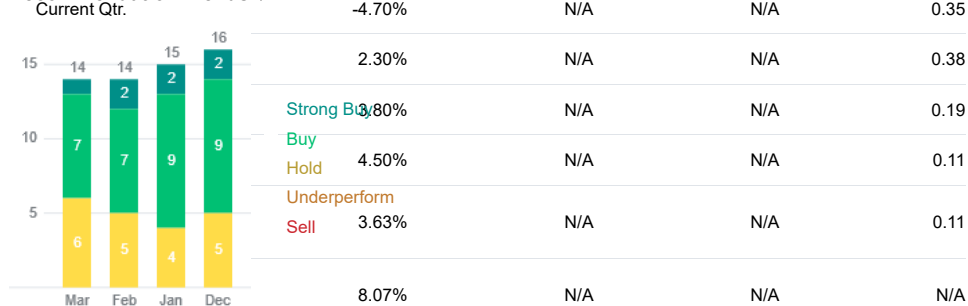 Current Qtr. -4.70% N/A N/A 0.35
16
15
15 14 14 2.30% N/A N/A 0.38
2 2
2
Strong Buy 3.80% N/A N/A 0.19
Buy
10 7 7 9 9
Hold 4.50% N/A N/A 0.11
Underperform
5
Sell 3.63% N/A N/A 0.11
6 5 4 5
Mar Feb Jan Dec 8.07% N/A N/A N/A